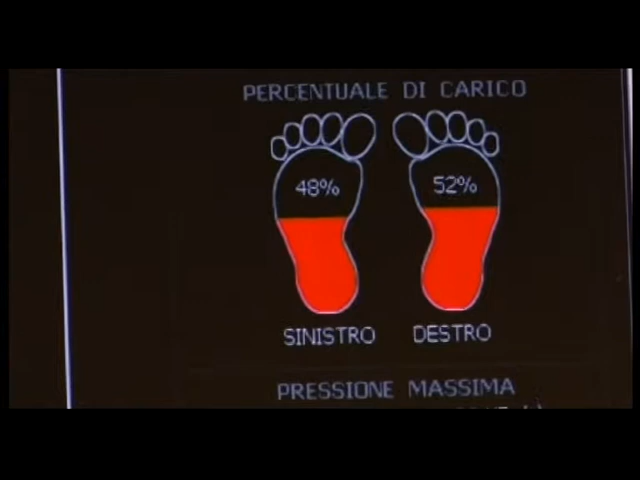 PERCENTUALE DI CARICO
48% 52%
SINISTRO DESTRO
PRESSIONE MASSIMA